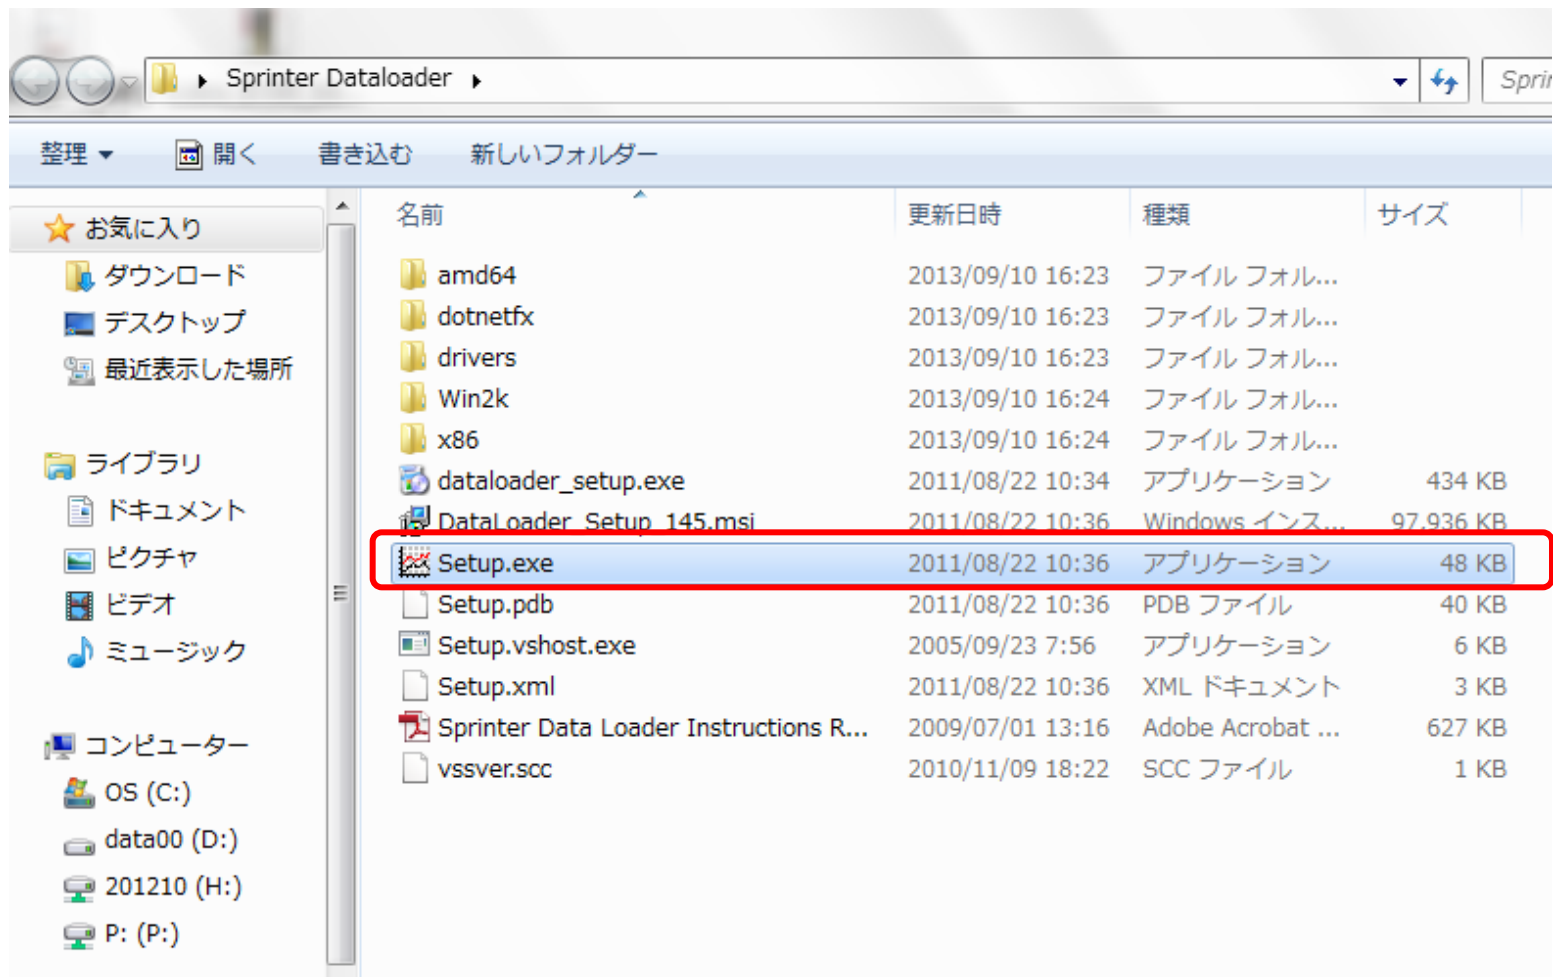 Sprinter Dataloader
Sprin
整理 開く 書き込む 新しいフォルダー
名前 更新日時 種類 サイズ
お気に入り
ダウンロード
デスクトップ
最近表示した場所
ライブラリ
ドキュメント
ピクチャ
ビデオ
ミュージック
コンピューター
OS (C:)
data00 (D:)
201210 (H:)
P: (P:)
amd64 2013/09/10 16:23 ファイル フォル...
dotnetfx 2013/09/10 16:23 ファイル フォル...
drivers 2013/09/10 16:23 ファイル フォル...
Win2k 2013/09/10 16:24 ファイル フォル...
x86 2013/09/10 16:24 ファイル フォル...
dataloader_setup.exe 2011/08/22 10:34 アプリケーション 434 KB
DataLoader_Setup_145.msi 2011/08/22 10:36 Windows インス... 97,936 KB
Setup.exe 2011/08/22 10:36 アプリケーション 48 KB
Setup.pdb 2011/08/22 10:36 PDB ファイル 40 KB
Setup.vshost.exe 2005/09/23 7:56 アプリケーション 6 KB
Setup.xml 2011/08/22 10:36 XML ドキュメント 3 KB
Sprinter Data Loader Instructions R... 2009/07/01 13:16 Adobe Acrobat ... 627 KB
vssver.scc 2010/11/09 18:22 SCC ファイル 1 KB